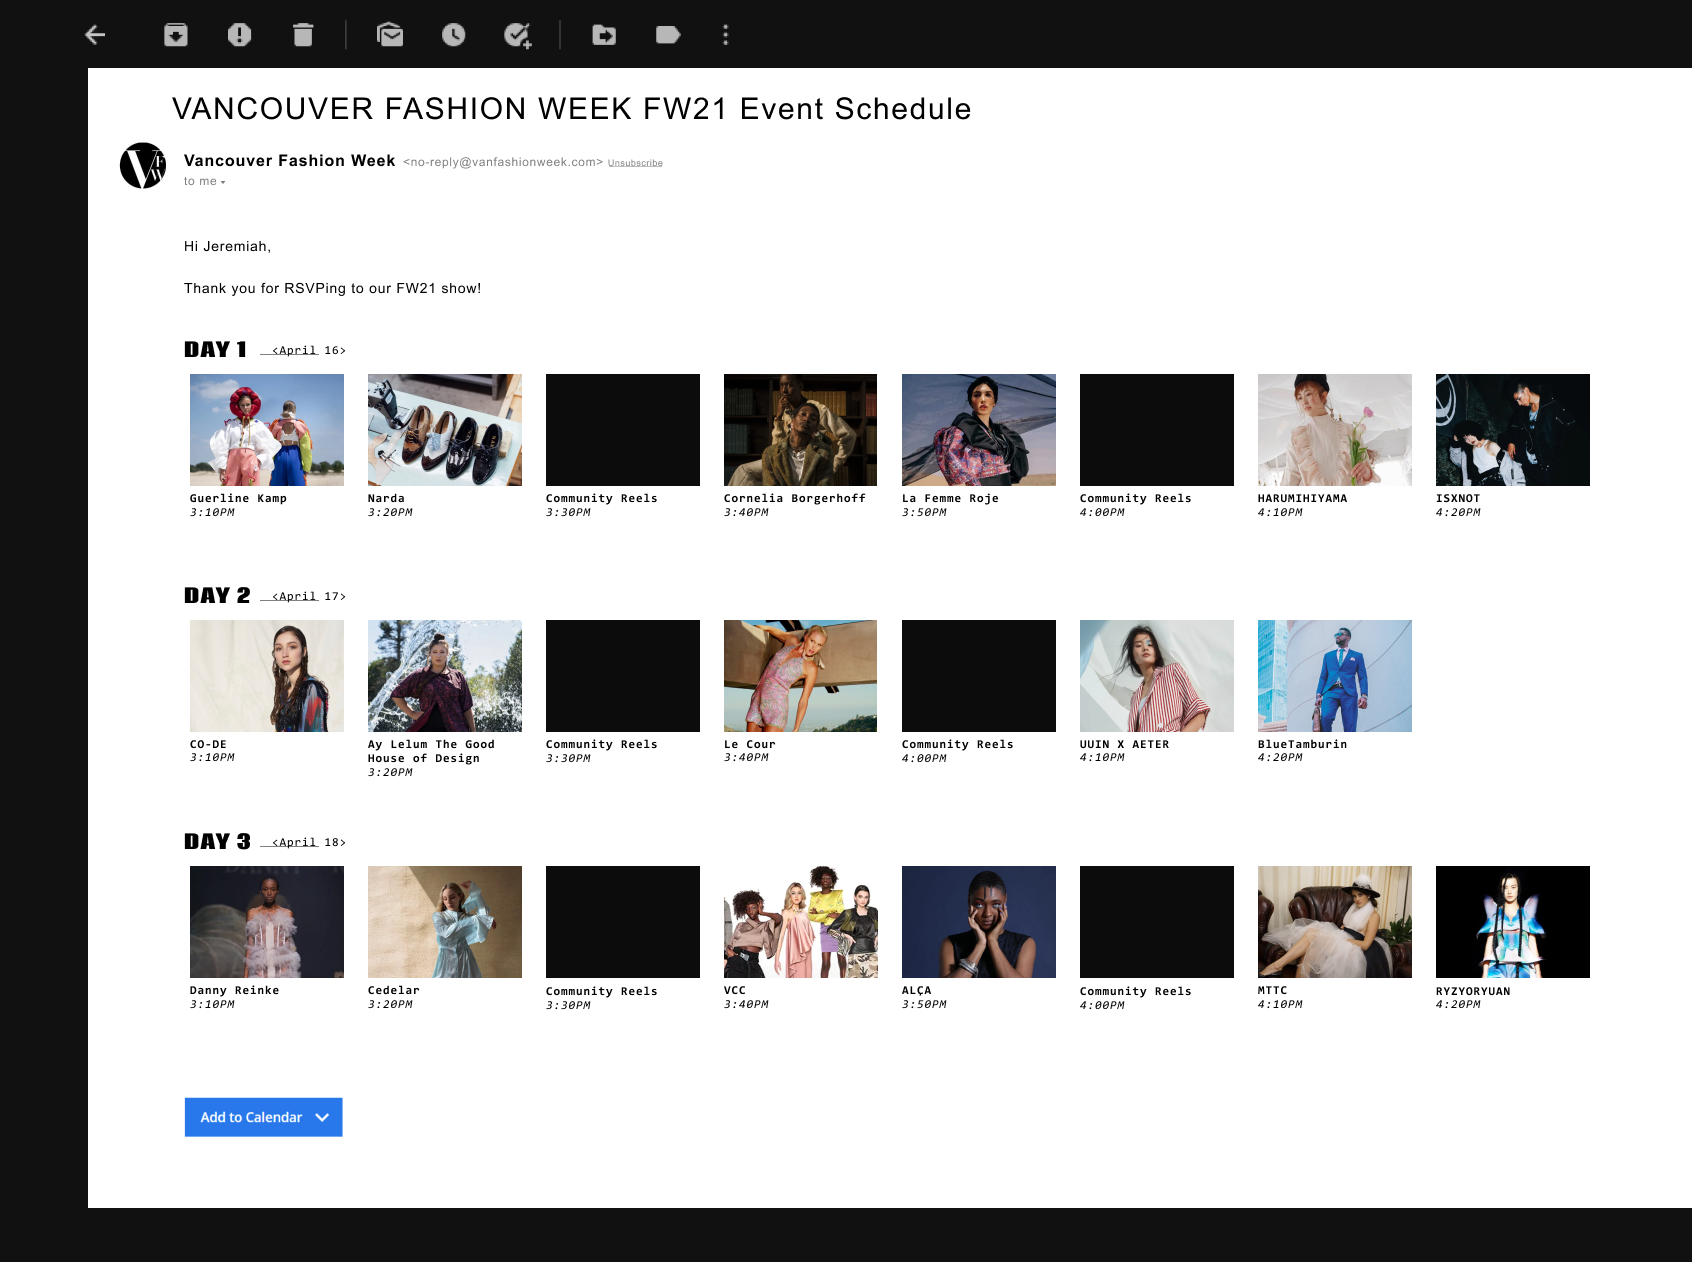 VANCOUVER FASHION WEEK FW21 Event Schedule
Vancouver Fashion Week <no-reply@vanfashionweek.com> Unsubscribe
to me
Hi Jeremiah,
Thank you for RSVPing to our FW21 show!
DAY 1 <April 16>
Guerline Kamp
3:10PM
Narda
3:20PM
Community Reels
3:30PM
Cornelia Borgerhoff
3:40PM
La Femme Roje
3:50PM
Community Reels
4:00PM
HARUMIHIYAMA
4:10PM
ISXNOT
4:20PM
DAY 2 <April 17>
CO-DE
3:10PM
Ay Lelum The Good
House of Design
3:20PM
Community Reels
3:30PM
Le Cour
3:40PM
Community Reels
4:00PM
UUIN X AETER
4:10PM
BlueTamburin
4:20PM
DAY 3 <April 18>
Danny Reinke
3:10PM
Cedelar
3:20PM
Community Reels
3:30PM
VCC
3:40PM
ALÇA
3:50PM
Community Reels
4:00PM
MTTC
4:10PM
RYZYORYUAN
4:20PM
Add to Calendar